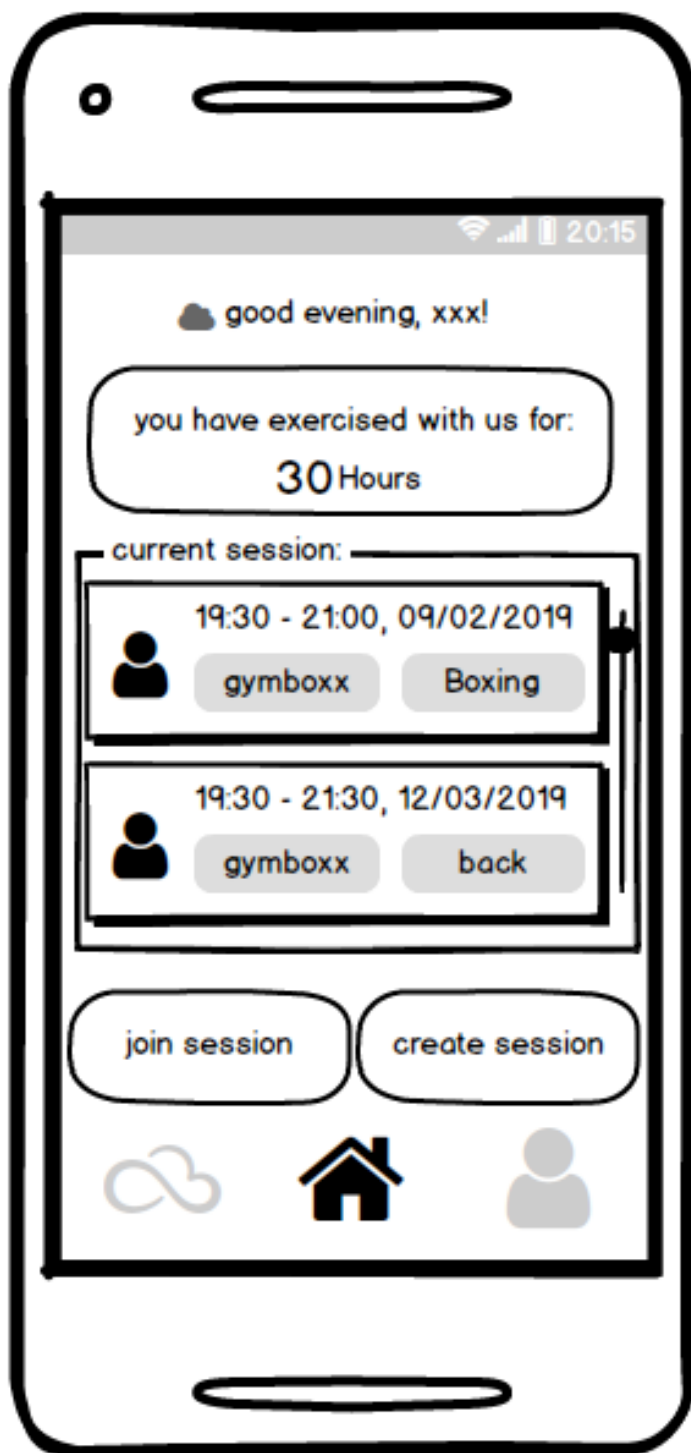 20:15
good evening, xxx!
you have exercised with us for:
30 Hours
current session:
19:30 - 21:00, 09/02/2019
gymboxx Boxing
19:30 - 21:30, 12/03/2019
gymboxx back
join session create session